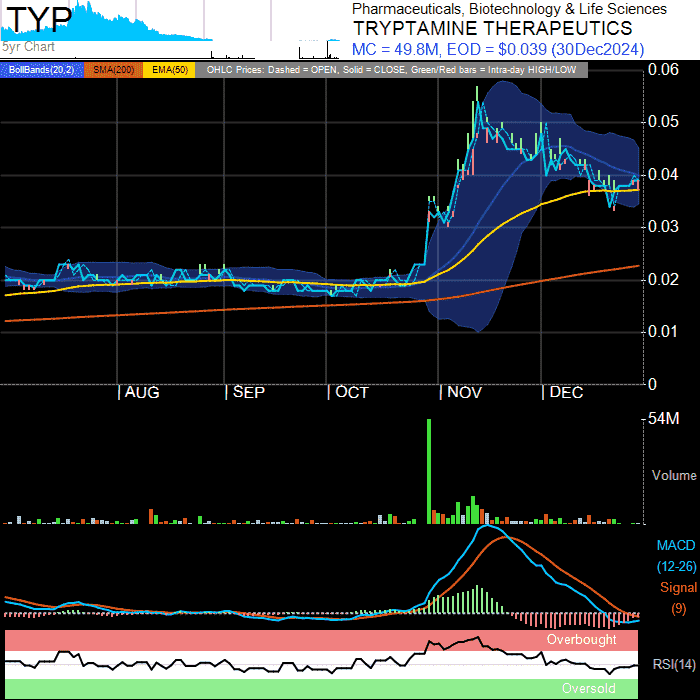 TYP
5yr Chart
Pharmaceuticals, Biotechnology & Life Sciences
TRYPTAMINE THERAPEUTICS
MC = 49.8M, EOD = $0.039 (30Dec2024)
BollBands(20,2) SMA(200) EMA(50) OHLC Prices: Dashed = OPEN, Solid = CLOSE, Green/Red bars = Intra-day HIGH/LOW
0.06
0.05
0.04
0.03
0.02
0.01
0
AUG SEP OCT NOV DEC
54M
Volume
MACD
(12-26)
Signal
(9)
Overbought
RSI(14)
Oversold